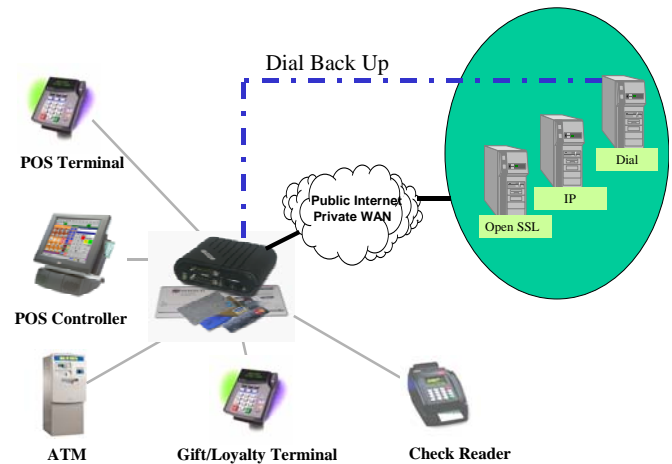 Dial Back Up
POS Terminal
Dial
IP
Open SSL
Public Internet
Private WAN
POS Controller
ATM
Gift/Loyalty Terminal
Check Reader